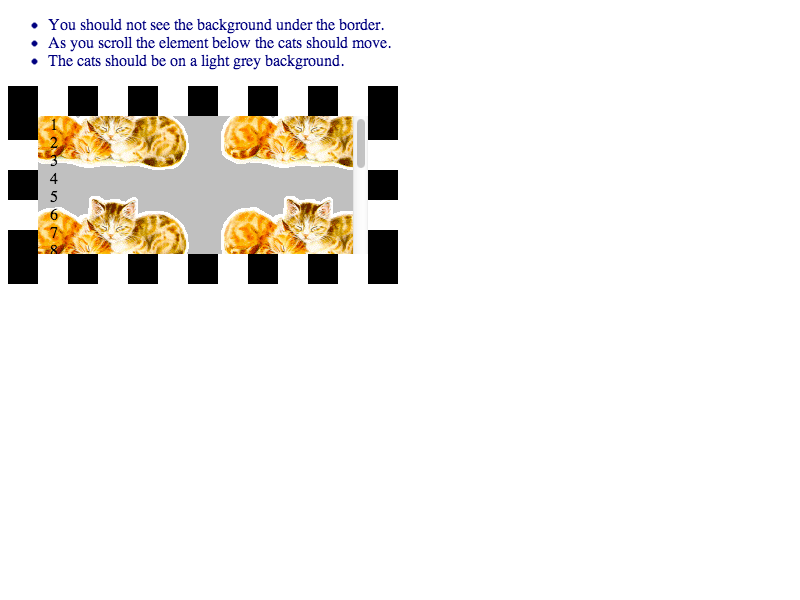 You should not see the background under the border.
As you scroll the element below the cats should move.
The cats should be on a light grey background.
1
2
3
4
5
6
7
8